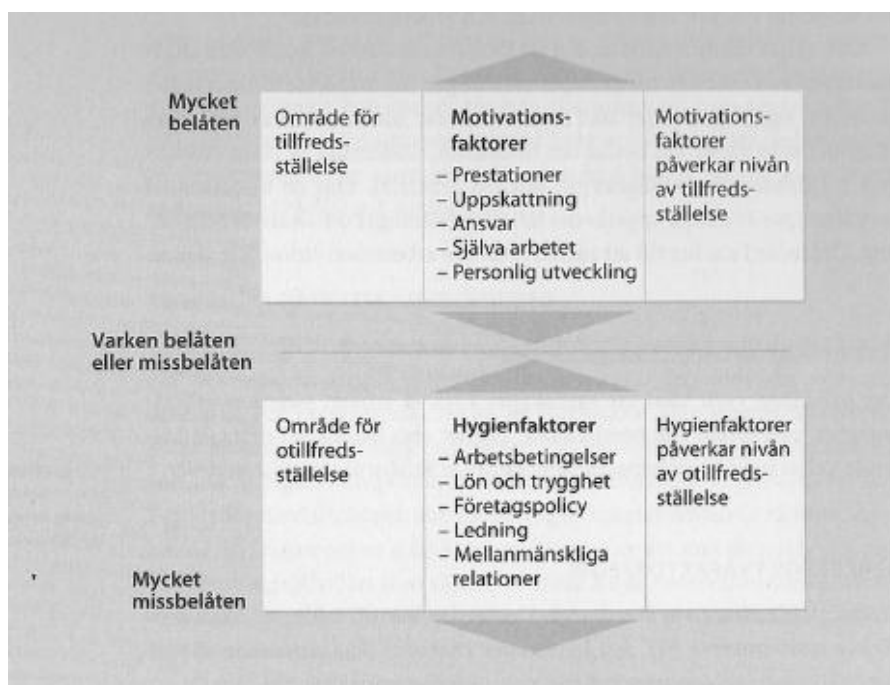 Mycket
belåten
Område för
tillfreds-
ställelse
Motivations-
faktorer
– Prestationer
– Uppskattning
– Ansvar
– Själva arbetet
– Personlig utveckling
Motivations-
faktorer
påverkar nivån
av tillfreds-
ställelse
Varken belåten
eller missbelåten
Område för
otillfreds-
ställelse
Hygienfaktorer
– Arbetsbetingelser
– Lön och trygghet
– Företagspolicy
– Ledning
– Mellanmänskliga
relationer
Hygienfaktorer
påverkar nivån
av otillfreds-
ställelse
Mycket
missbelåten